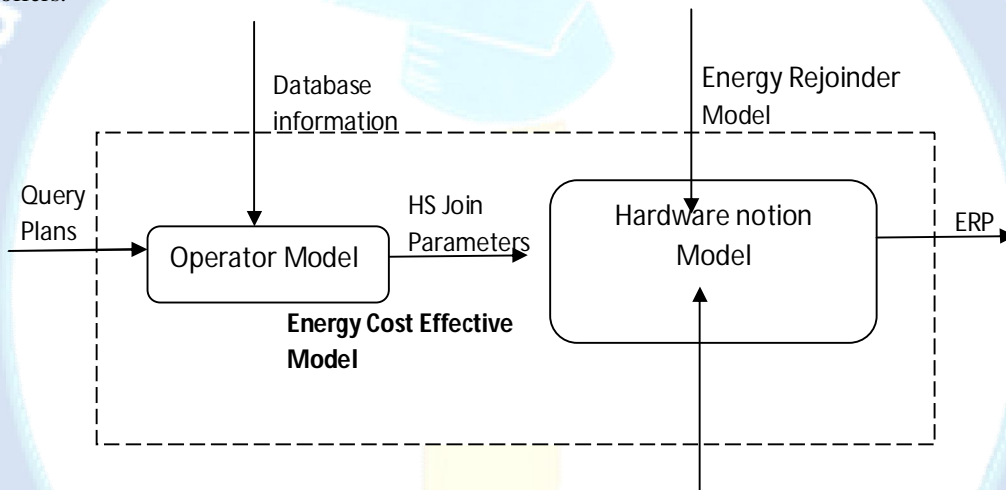 Database
information
Energy Rejoinder
Model
Query
Plans
HS Join
Parameters
Hardware notion
Model
ERP
Operator Model
Energy Cost Effective
Model